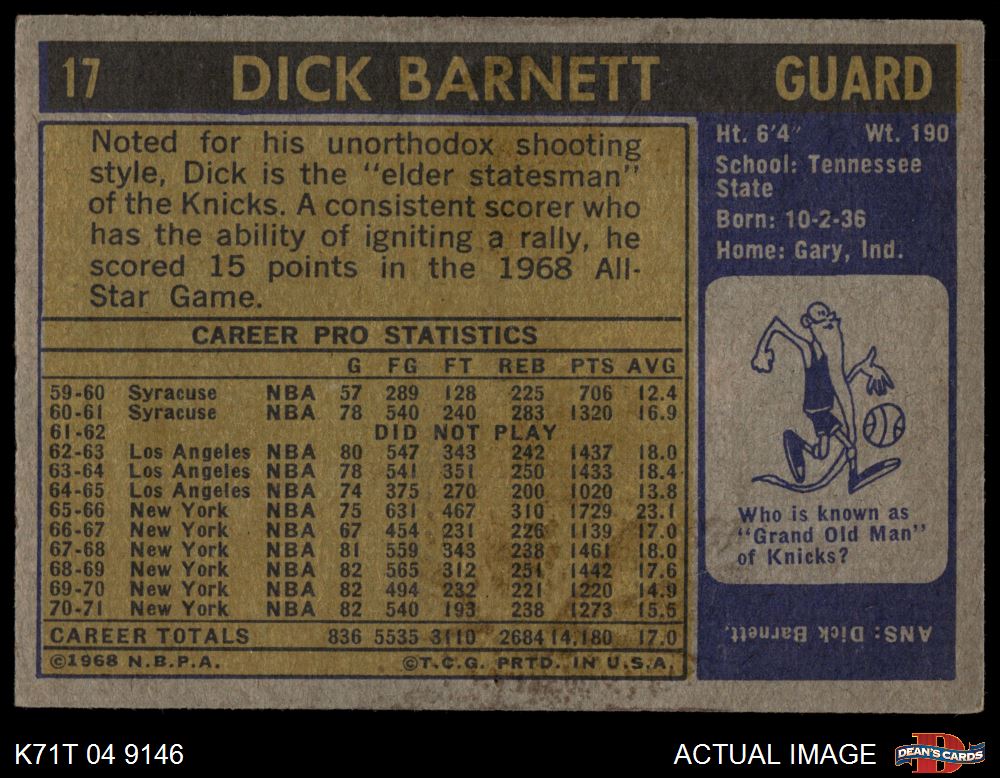 17 DICK BARNETT GUARD
Noted for his unorthodox shooting
style, Dick is the "elder statesman"
of the Knicks. A consistent scorer who
has the ability of igniting a rally, he
scored 15 points in the 1968 All-
Star Game.
CAREER PRO STATISTICS
G FG FT REB PTS AVG
59-60 Syracuse NBA 57 289 128 225 706 12.4
60-61 Syracuse NBA 78 540 240 283 1320 16.9
61-62 DID NOT PLAY
62-63 Los Angeles NBA 80 547 343 242 1437 18.0
63-64 Los Angeles NBA 78 541 351 250 1433 18.4
64-65 Los Angeles NBA 74 375 270 200 1020 13.8
65-66 New York NBA 75 631 467 310 1729 23.1
66-67 New York NBA 67 454 231 226 1139 17.0
67-68 New York NBA 81 559 343 238 1461 18.0
68-69 New York NBA 82 565 312 251 1442 17.6
69-70 New York NBA 82 494 232 221 1220 14.9
70-71 New York NBA 82 540 193 238 1273 15.5
CAREER TOTALS 836 5535 3110 2684 14,180 17.0
©1968 N.B.P.A. ©T.C.G. PRTD. IN U.S.A.
Ht. 6'4" Wt. 190
School: Tennessee
State
Born: 10-2-36
Home: Gary, Ind.
Who is known as
"Grand Old Man"
of Knicks?
ANS: Dick Barnett.
K71T 04 9146 ACTUAL IMAGE
D
DEAN'S CARDS